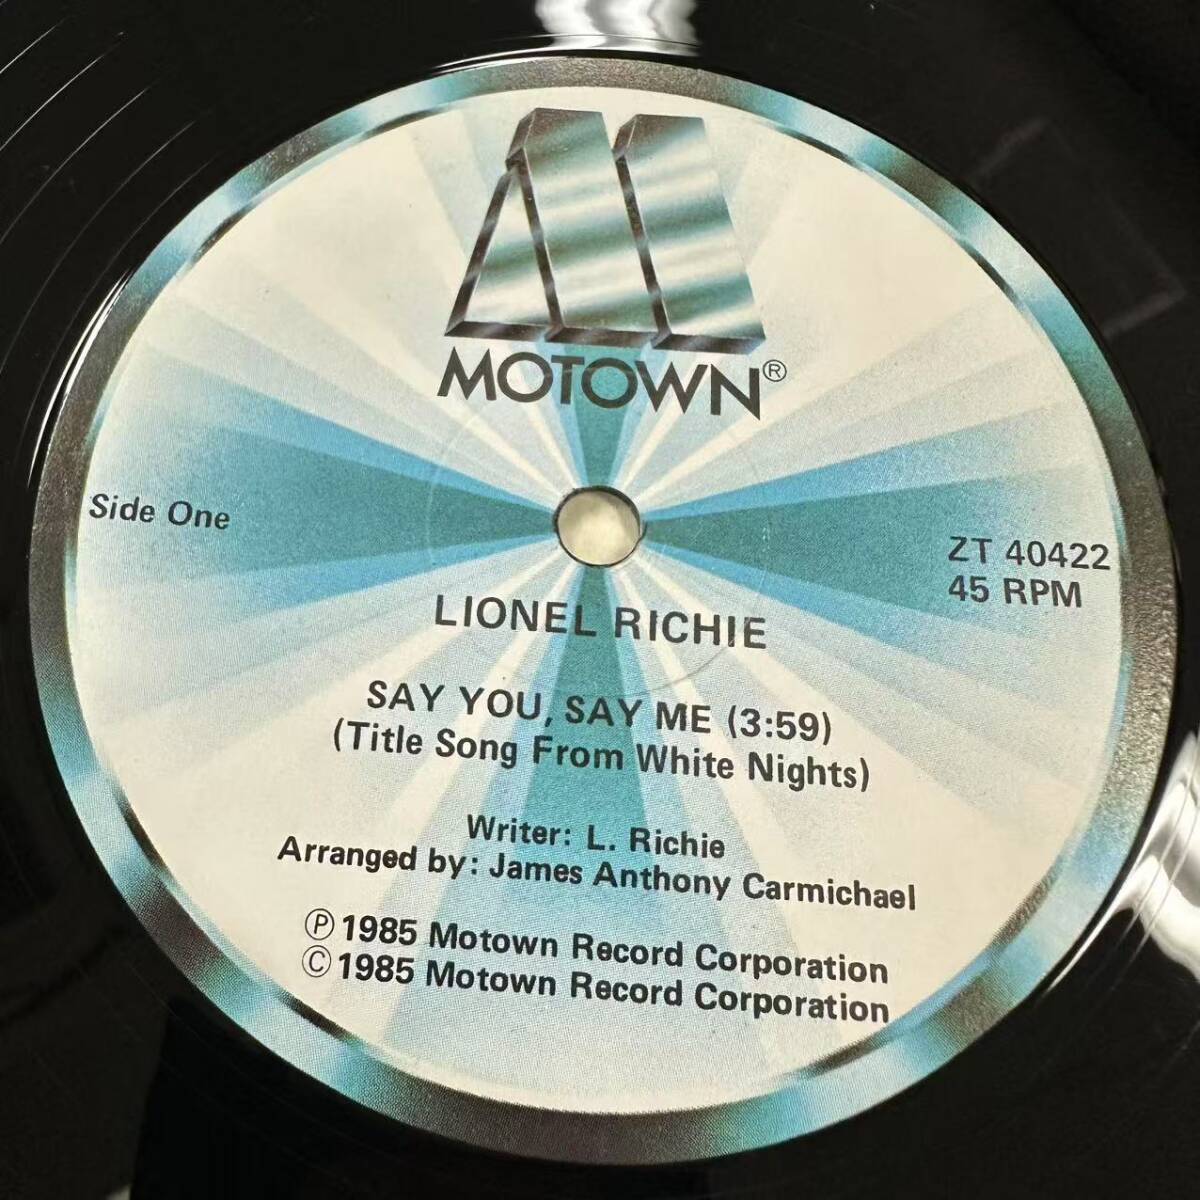 MOTOWN®
Side One
ZT 40422
45 RPM
LIONEL RICHIE
SAY YOU, SAY ME (3:59)
(Title Song From White Nights)
Writer: L. Richie
Arranged by: James Anthony Carmichael
Ⓟ 1985 Motown Record Corporation
© 1985 Motown Record Corporation